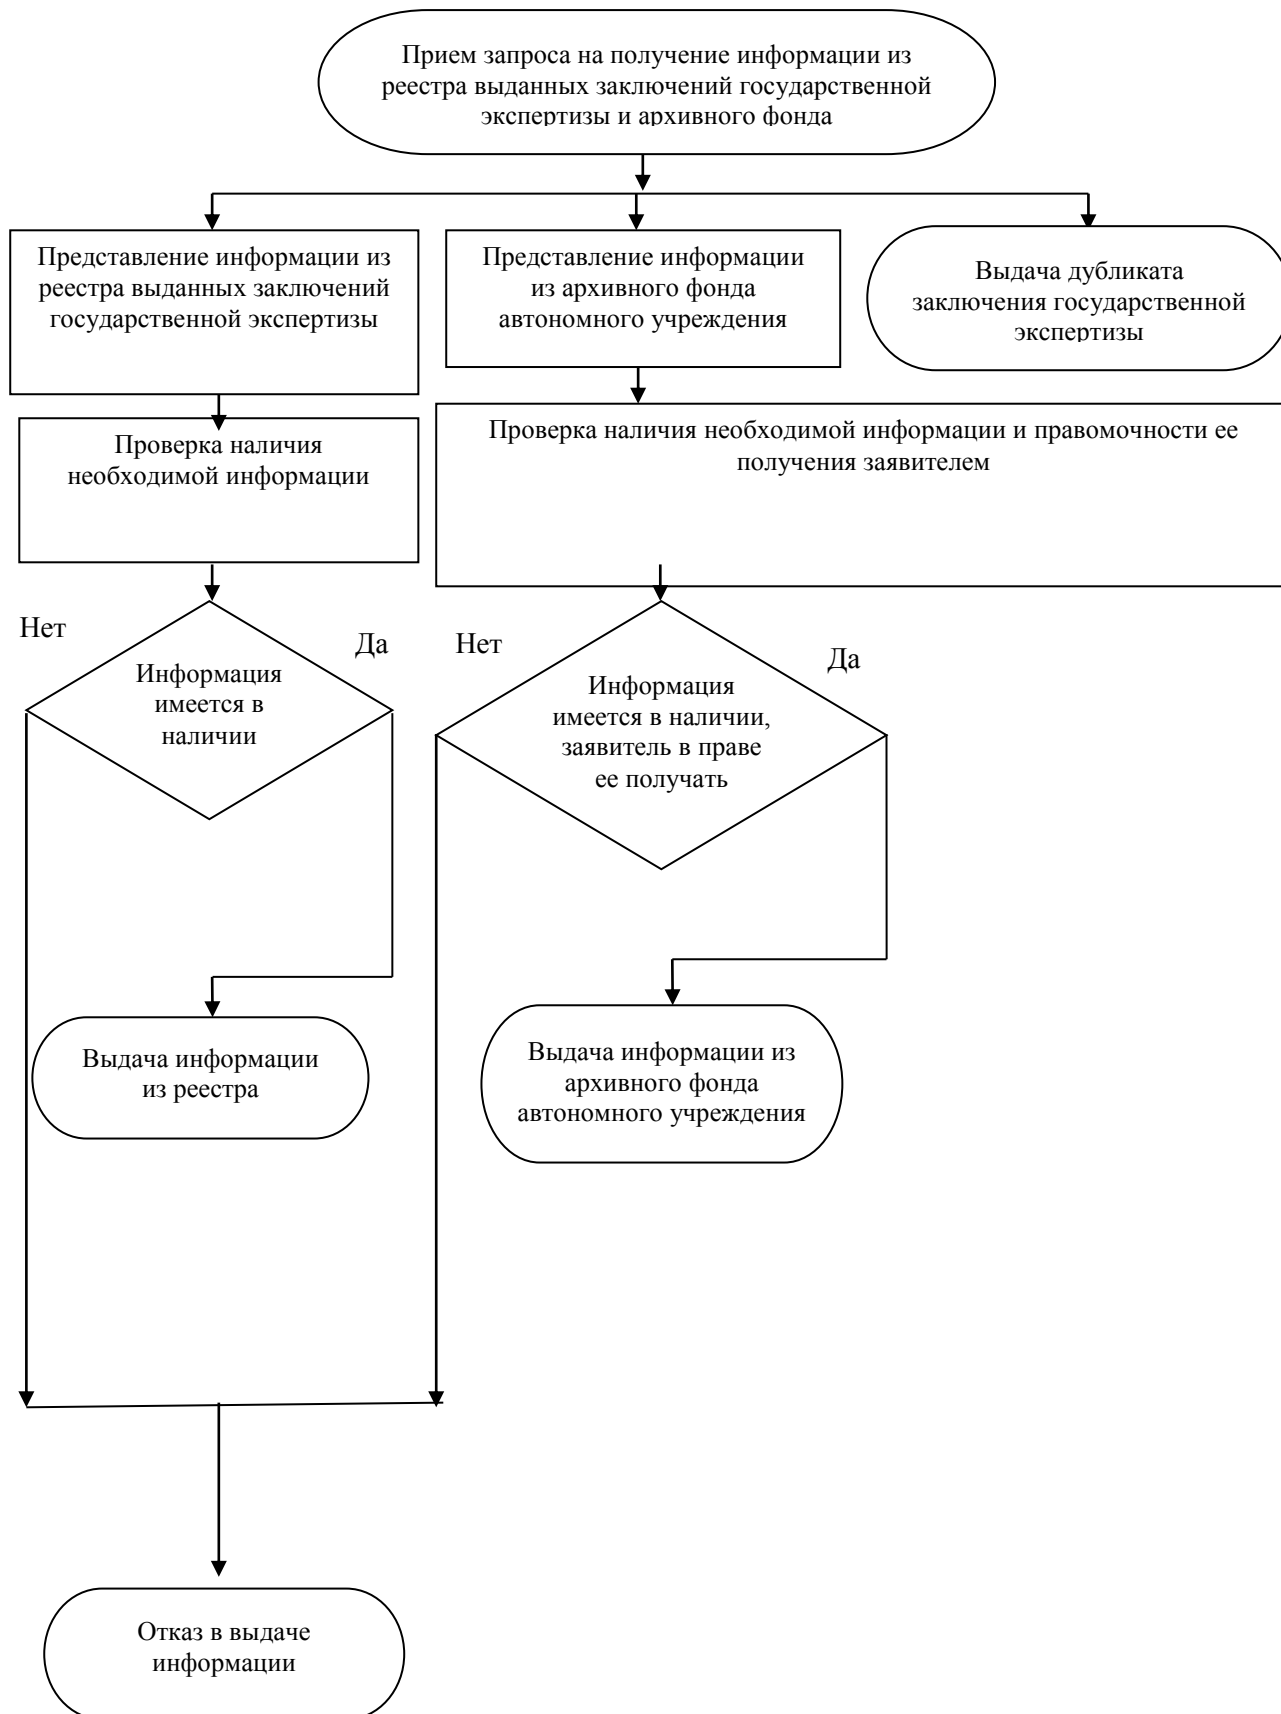 Прием запроса на получение информации из
реестра выданных заключений государственной
экспертизы и архивного фонда
Представление информации из
реестра выданных заключений
государственной экспертизы
Представление информации
из архивного фонда
автономного учреждения
Выдача дубликата
заключения государственной
экспертизы
Проверка наличия
необходимой информации
Проверка наличия необходимой информации и правомочности ее
получения заявителем
Нет
Да
Информация
имеется в
наличии
Нет
Да
Информация
имеется в наличии,
заявитель в праве
ее получать
Выдача информации
из реестра
Выдача информации из
архивного фонда
автономного учреждения
Отказ в выдаче
информации